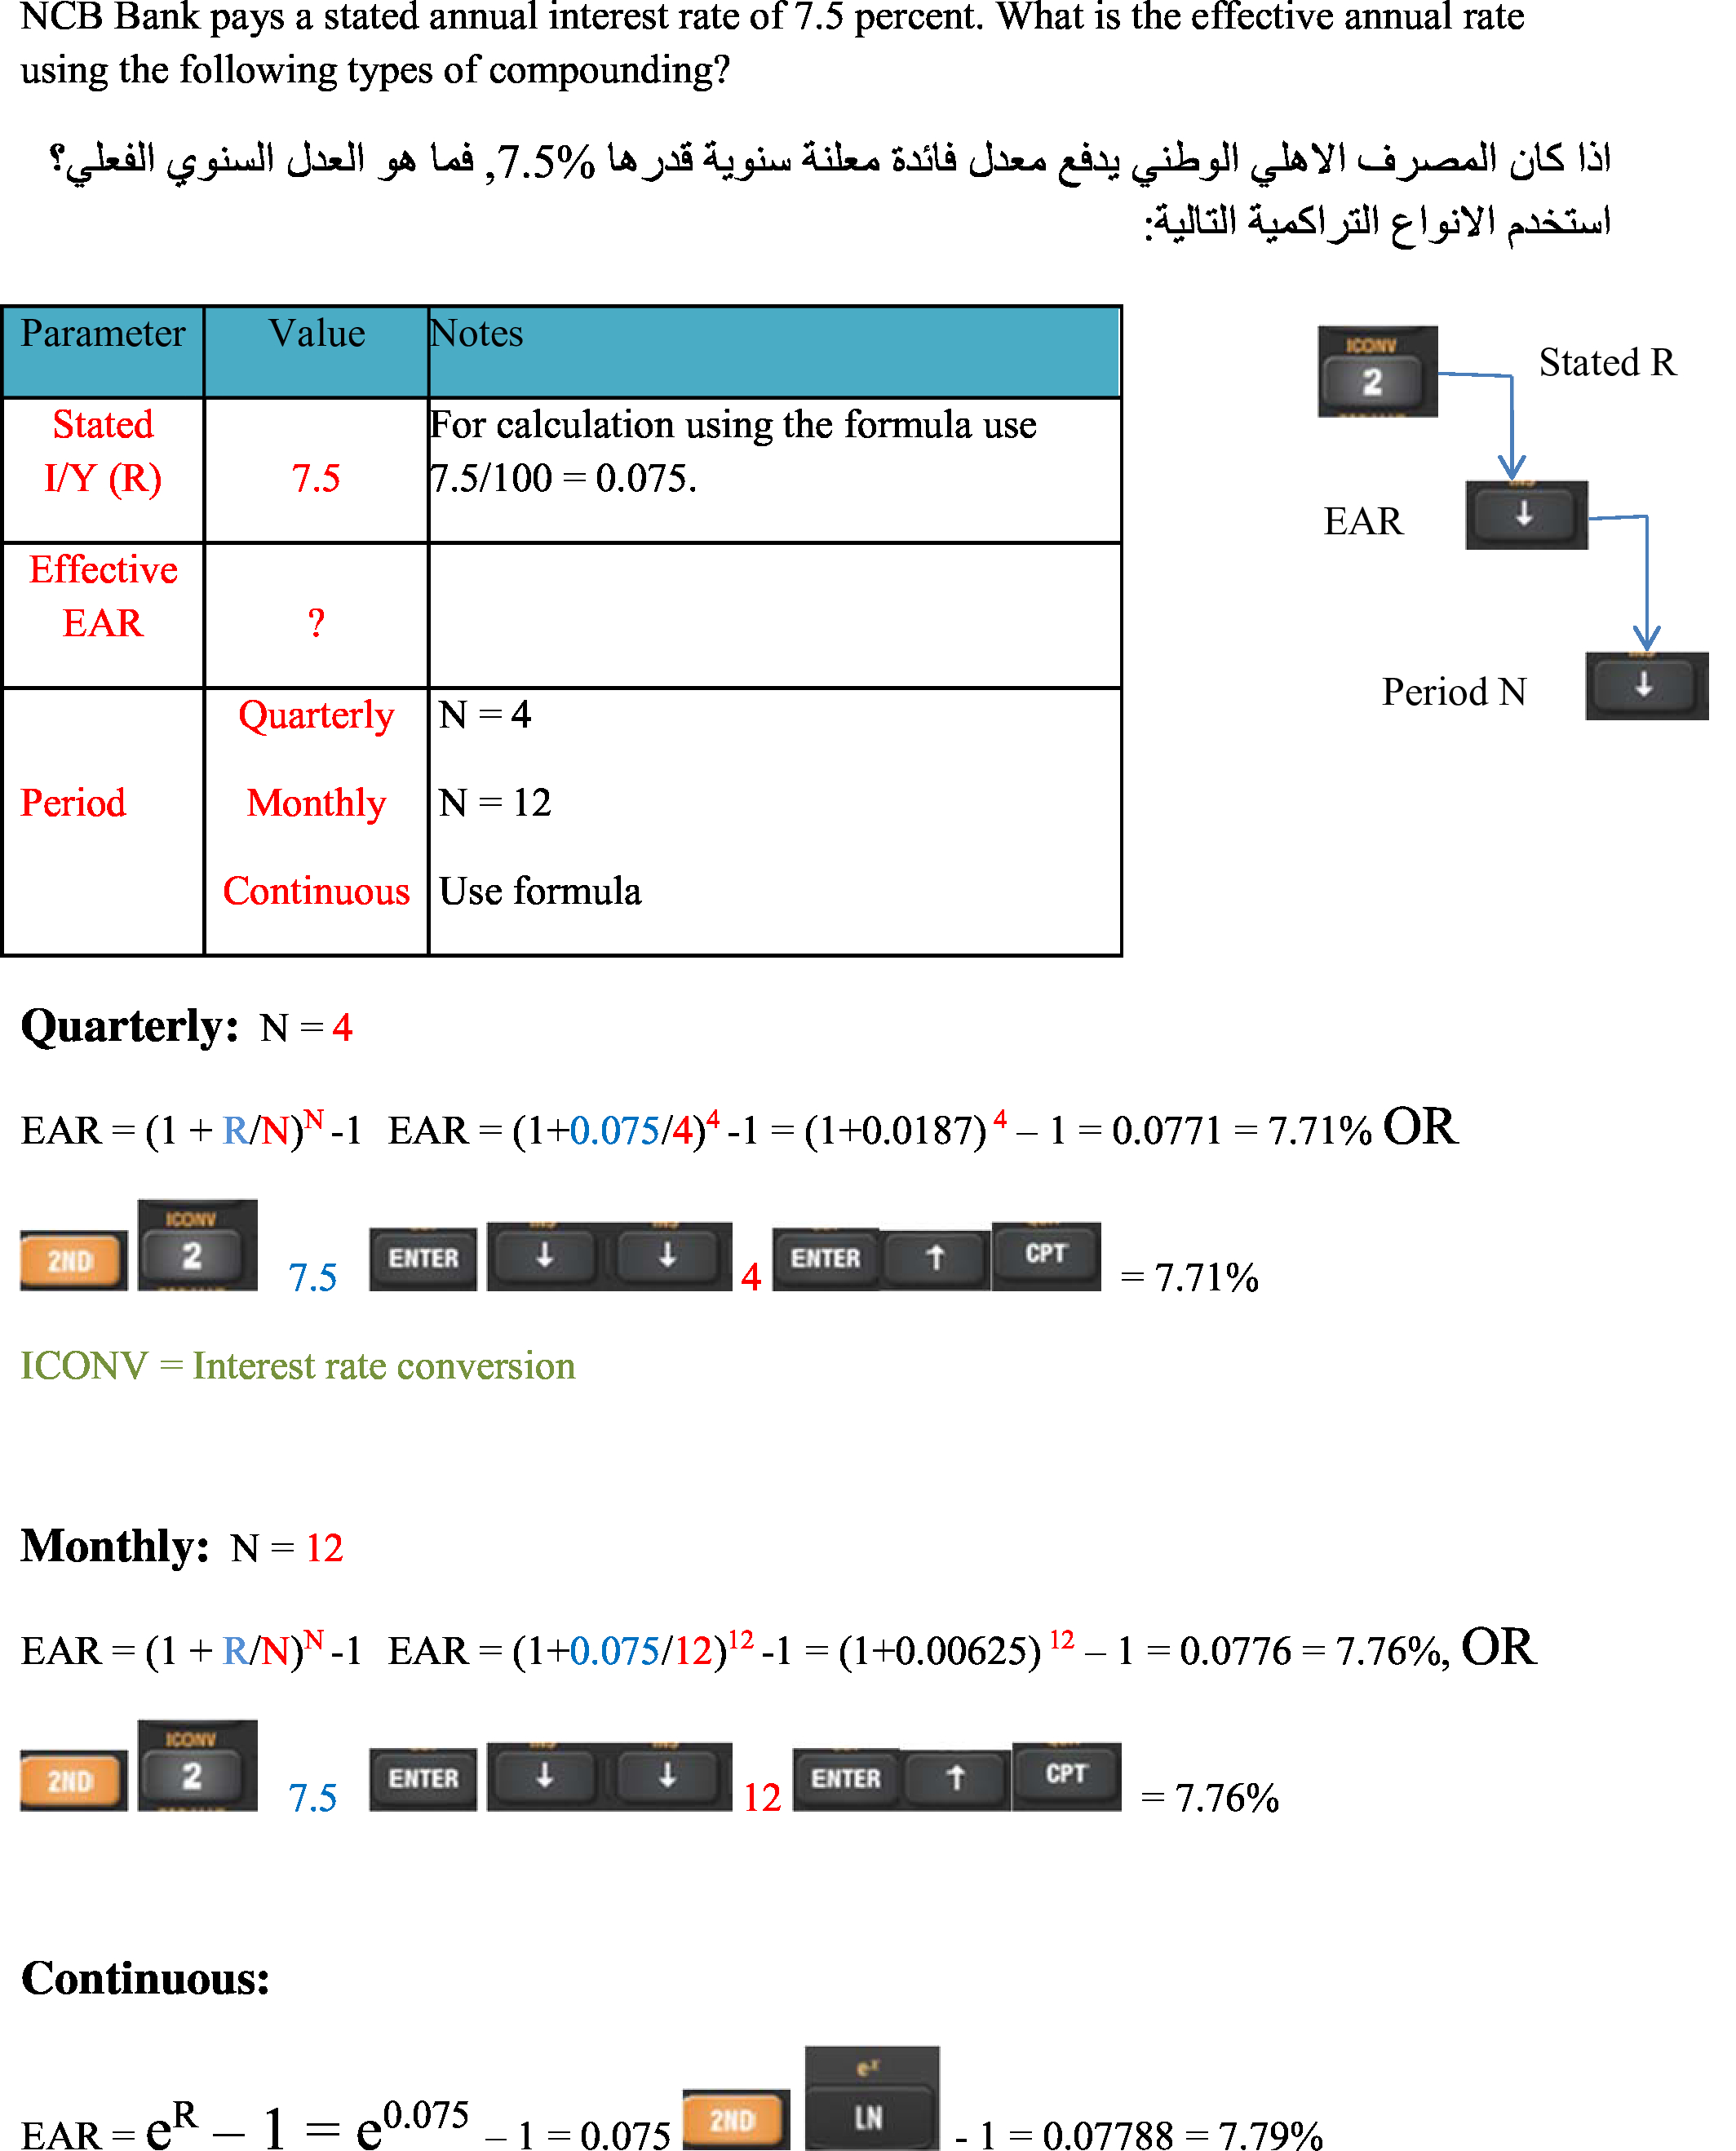 NCB Bank pays a stated annual interest rate of 7.5 percent. What is the effective annual rate
using the following types of compounding?
اذا كان المصرف الاهلي الوطني يدفع معدل فائدة معلنة سنوية قدرها 7.5%, فما هو العدل السنوي الفعلي؟
استخدم الانواع التراكمية التالية:
Parameter Value Notes
Stated I/Y (R) 7.5 For calculation using the formula use 7.5/100 = 0.075.
Effective EAR ?
Period Quarterly N = 4
Monthly N = 12
Continuous Use formula
ICONV
2 Stated R
EAR ↓
Period N ↓
Quarterly: N = 4
EAR = (1 + R/N)^N -1 EAR = (1+0.075/4)^4 -1 = (1+0.0187)^4 – 1 = 0.0771 = 7.71% OR
2ND ICONV 2 7.5 ENTER ↓ ↓ 4 ENTER ↑ CPT = 7.71%
ICONV = Interest rate conversion
Monthly: N = 12
EAR = (1 + R/N)^N -1 EAR = (1+0.075/12)^12 -1 = (1+0.00625)^12 – 1 = 0.0776 = 7.76%, OR
2ND ICONV 2 7.5 ENTER ↓ ↓ 12 ENTER ↑ CPT = 7.76%
Continuous:
EAR = e^R – 1 = e^0.075 – 1 = 0.075 2ND e^x LN - 1 = 0.07788 = 7.79%